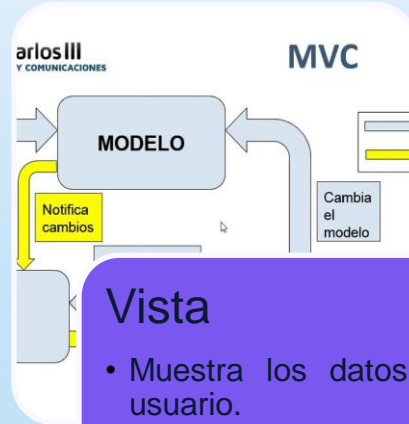 arlos III
Y COMUNICACIONES
MVC
MODELO
Notifica
cambios
Cambia
el
modelo
Vista
• Muestra los datos
usuario.